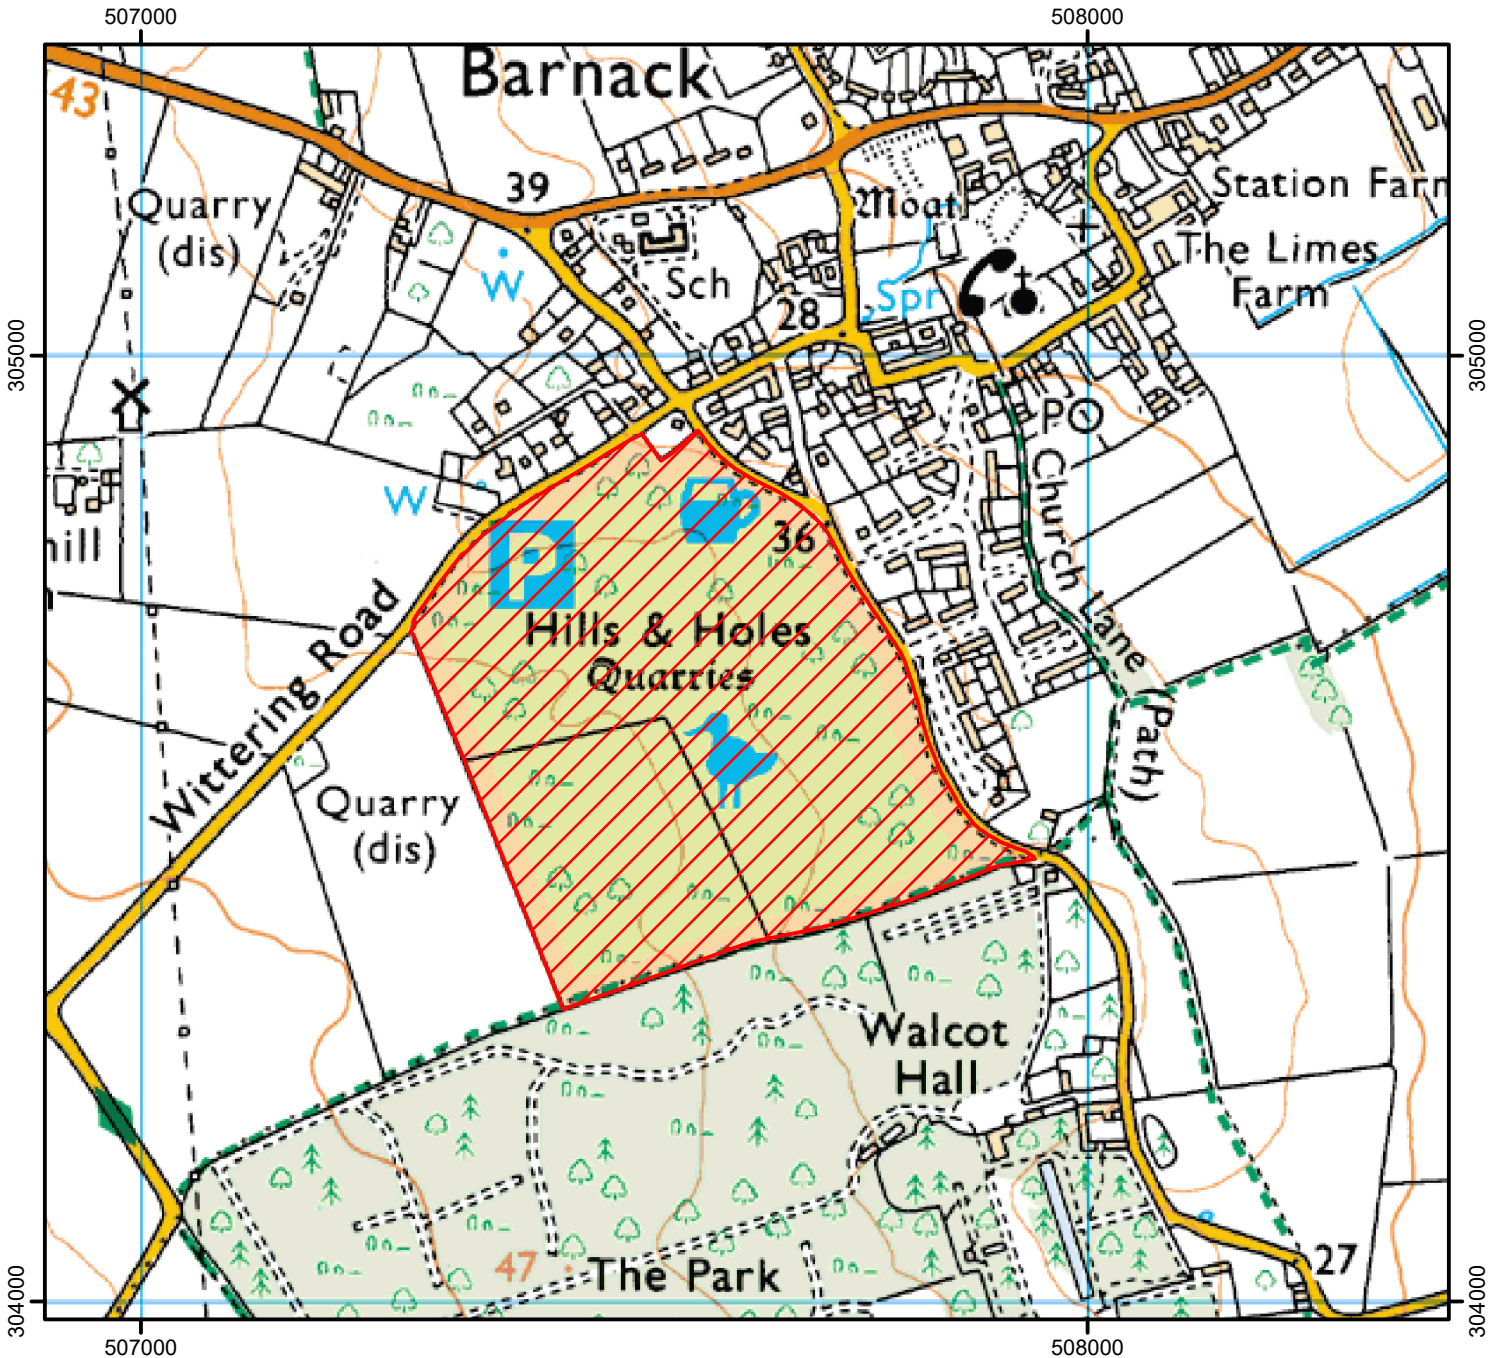 507000
508000
Barnack
43
39
Quarry
(dis)
Moat
Station Farm
The Limes
Farm
W
Sch
28
Spr
305000
305000
PO
W
36
Church Lane
(Path)
P
Hills & Holes
Quarries
Wittering Road
Quarry
(dis)
Walcot
Hall
47
The Park
27
304000
304000
507000
508000